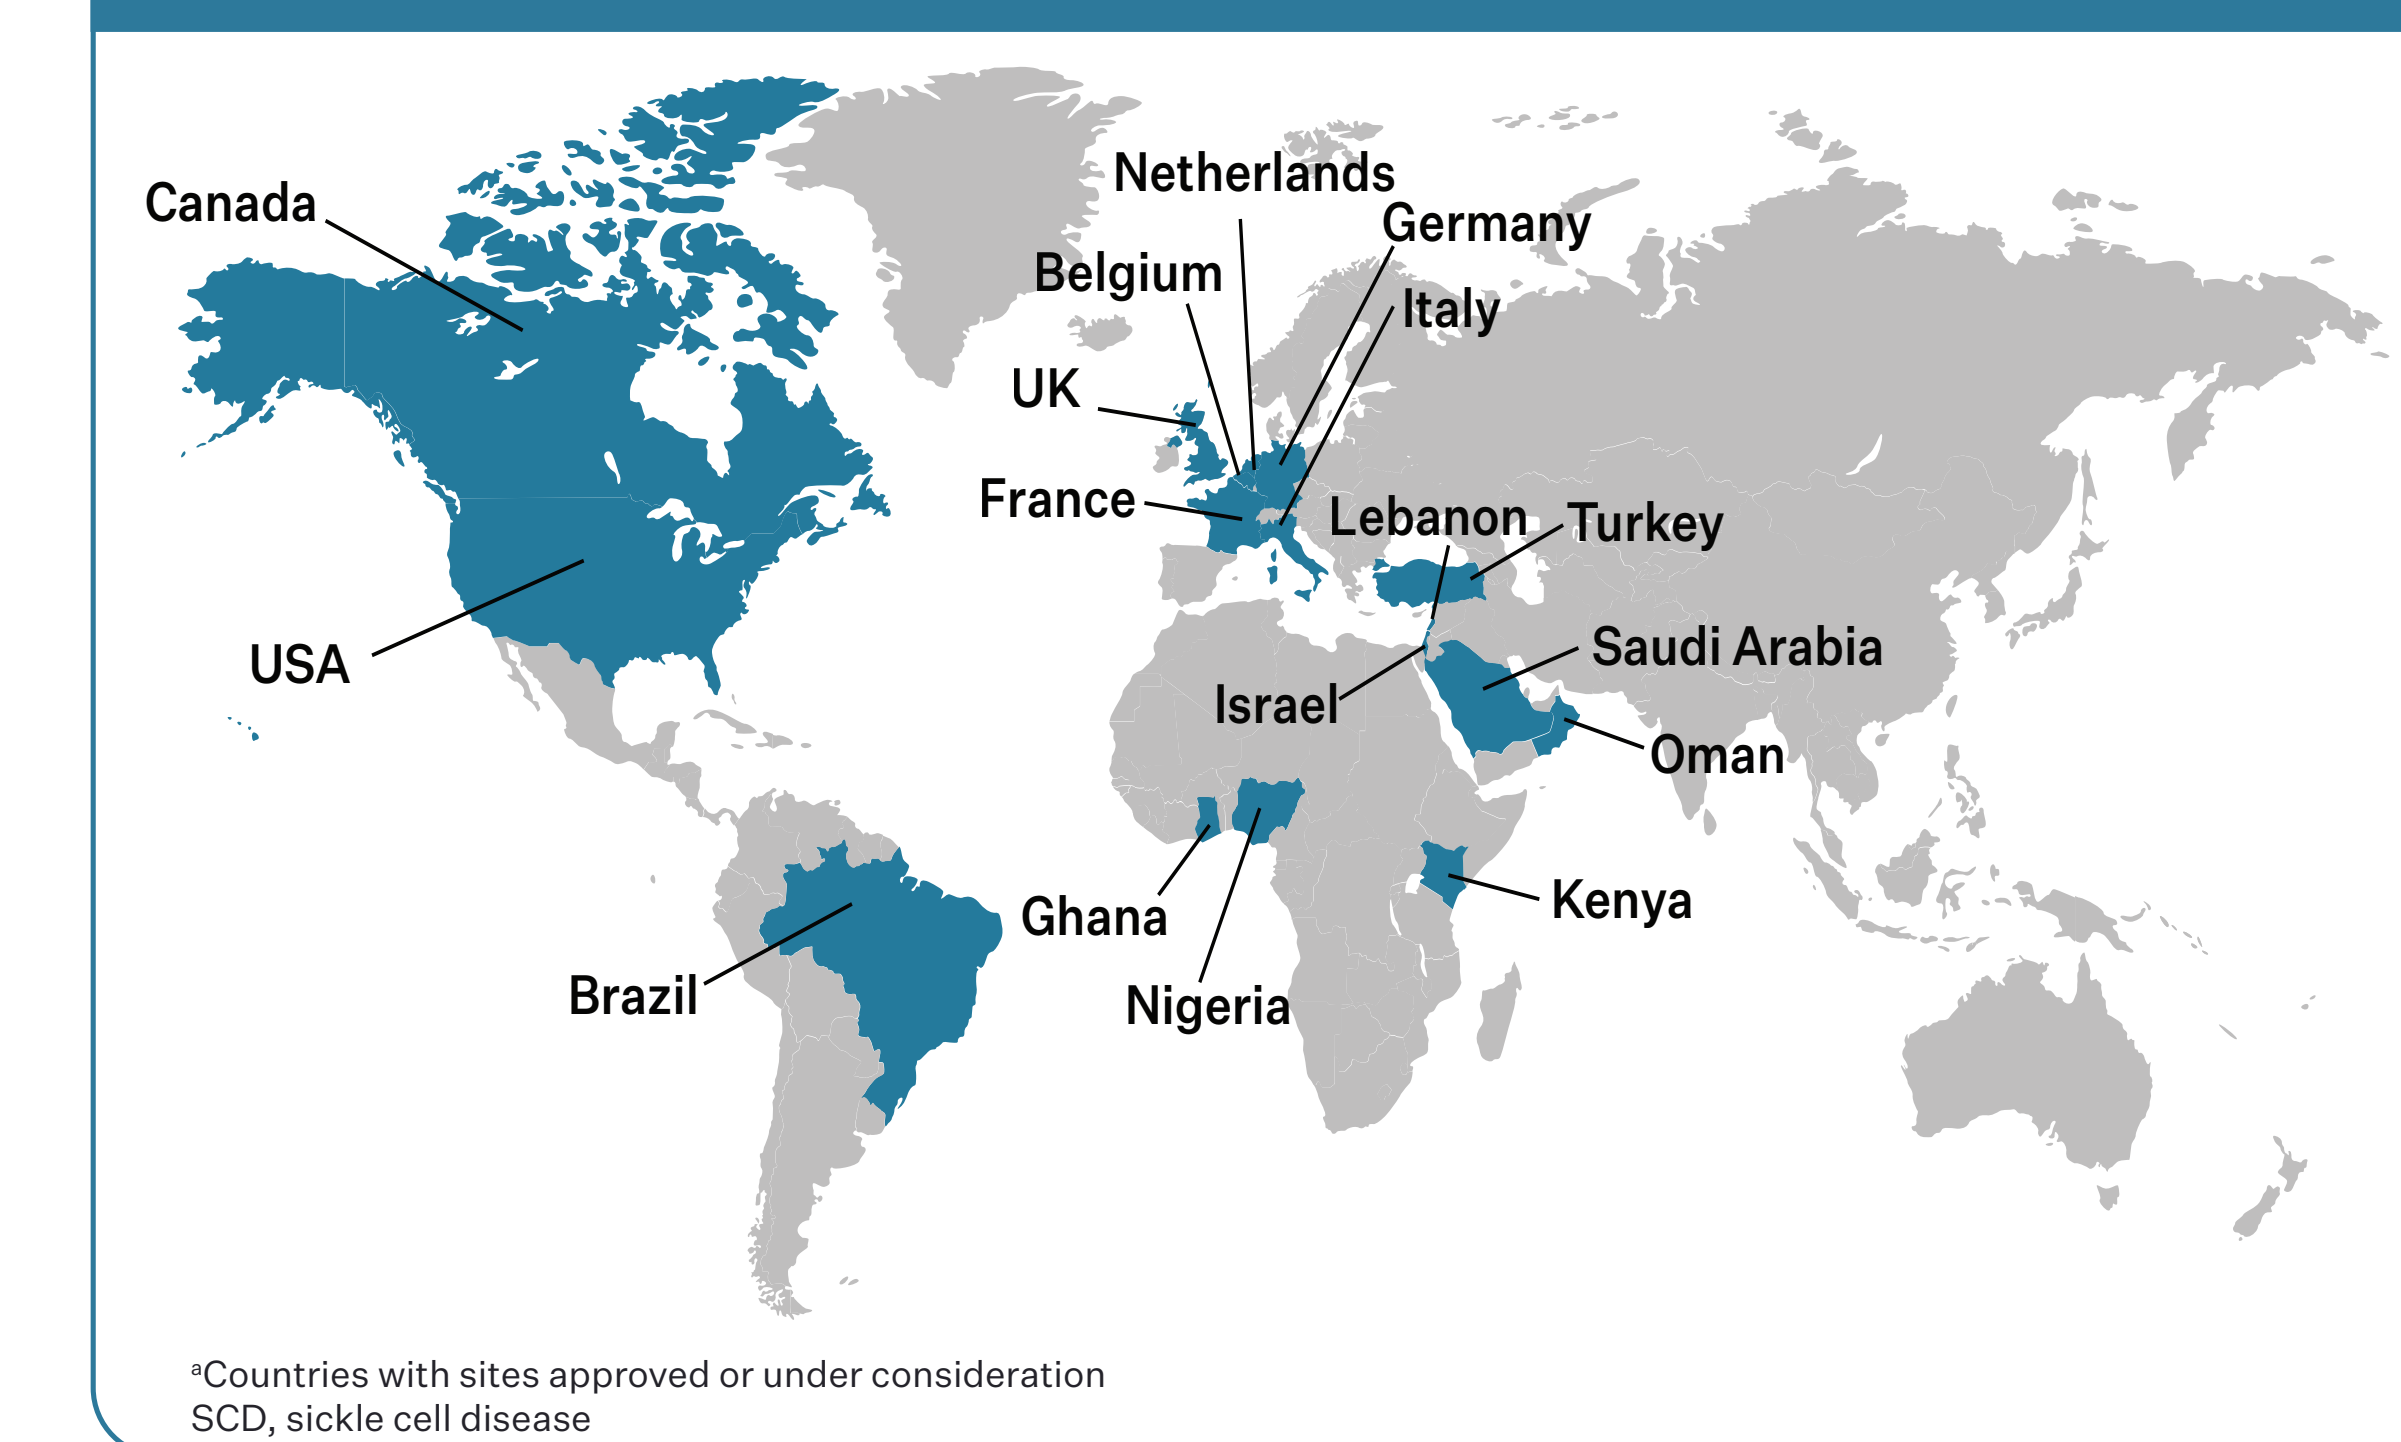 Netherlands
Canada
Germany
Belgium
Italy
UK
France
Lebanon
Turkey
USA
Saudi Arabia
Israel
Oman
Ghana
Kenya
Brazil
Nigeria
ᵃCountries with sites approved or under consideration
SCD, sickle cell disease